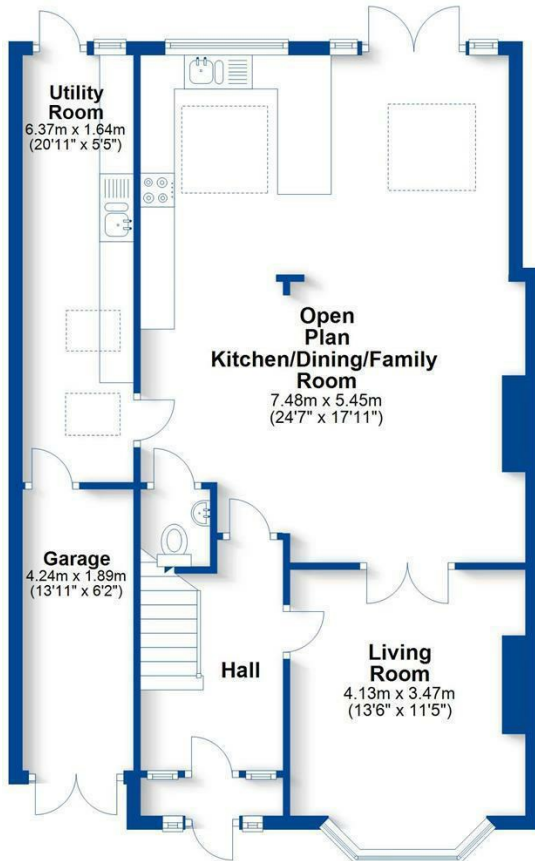 Utility
Room
6.37m x 1.64m
(20'11" x 5'5")
Open
Plan
Kitchen/Dining/Family
Room
7.48m x 5.45m
(24'7" x 17'11")
Garage
4.24m x 1.89m
(13'11" x 6'2")
Hall
Living
Room
4.13m x 3.47m
(13'6" x 11'5")